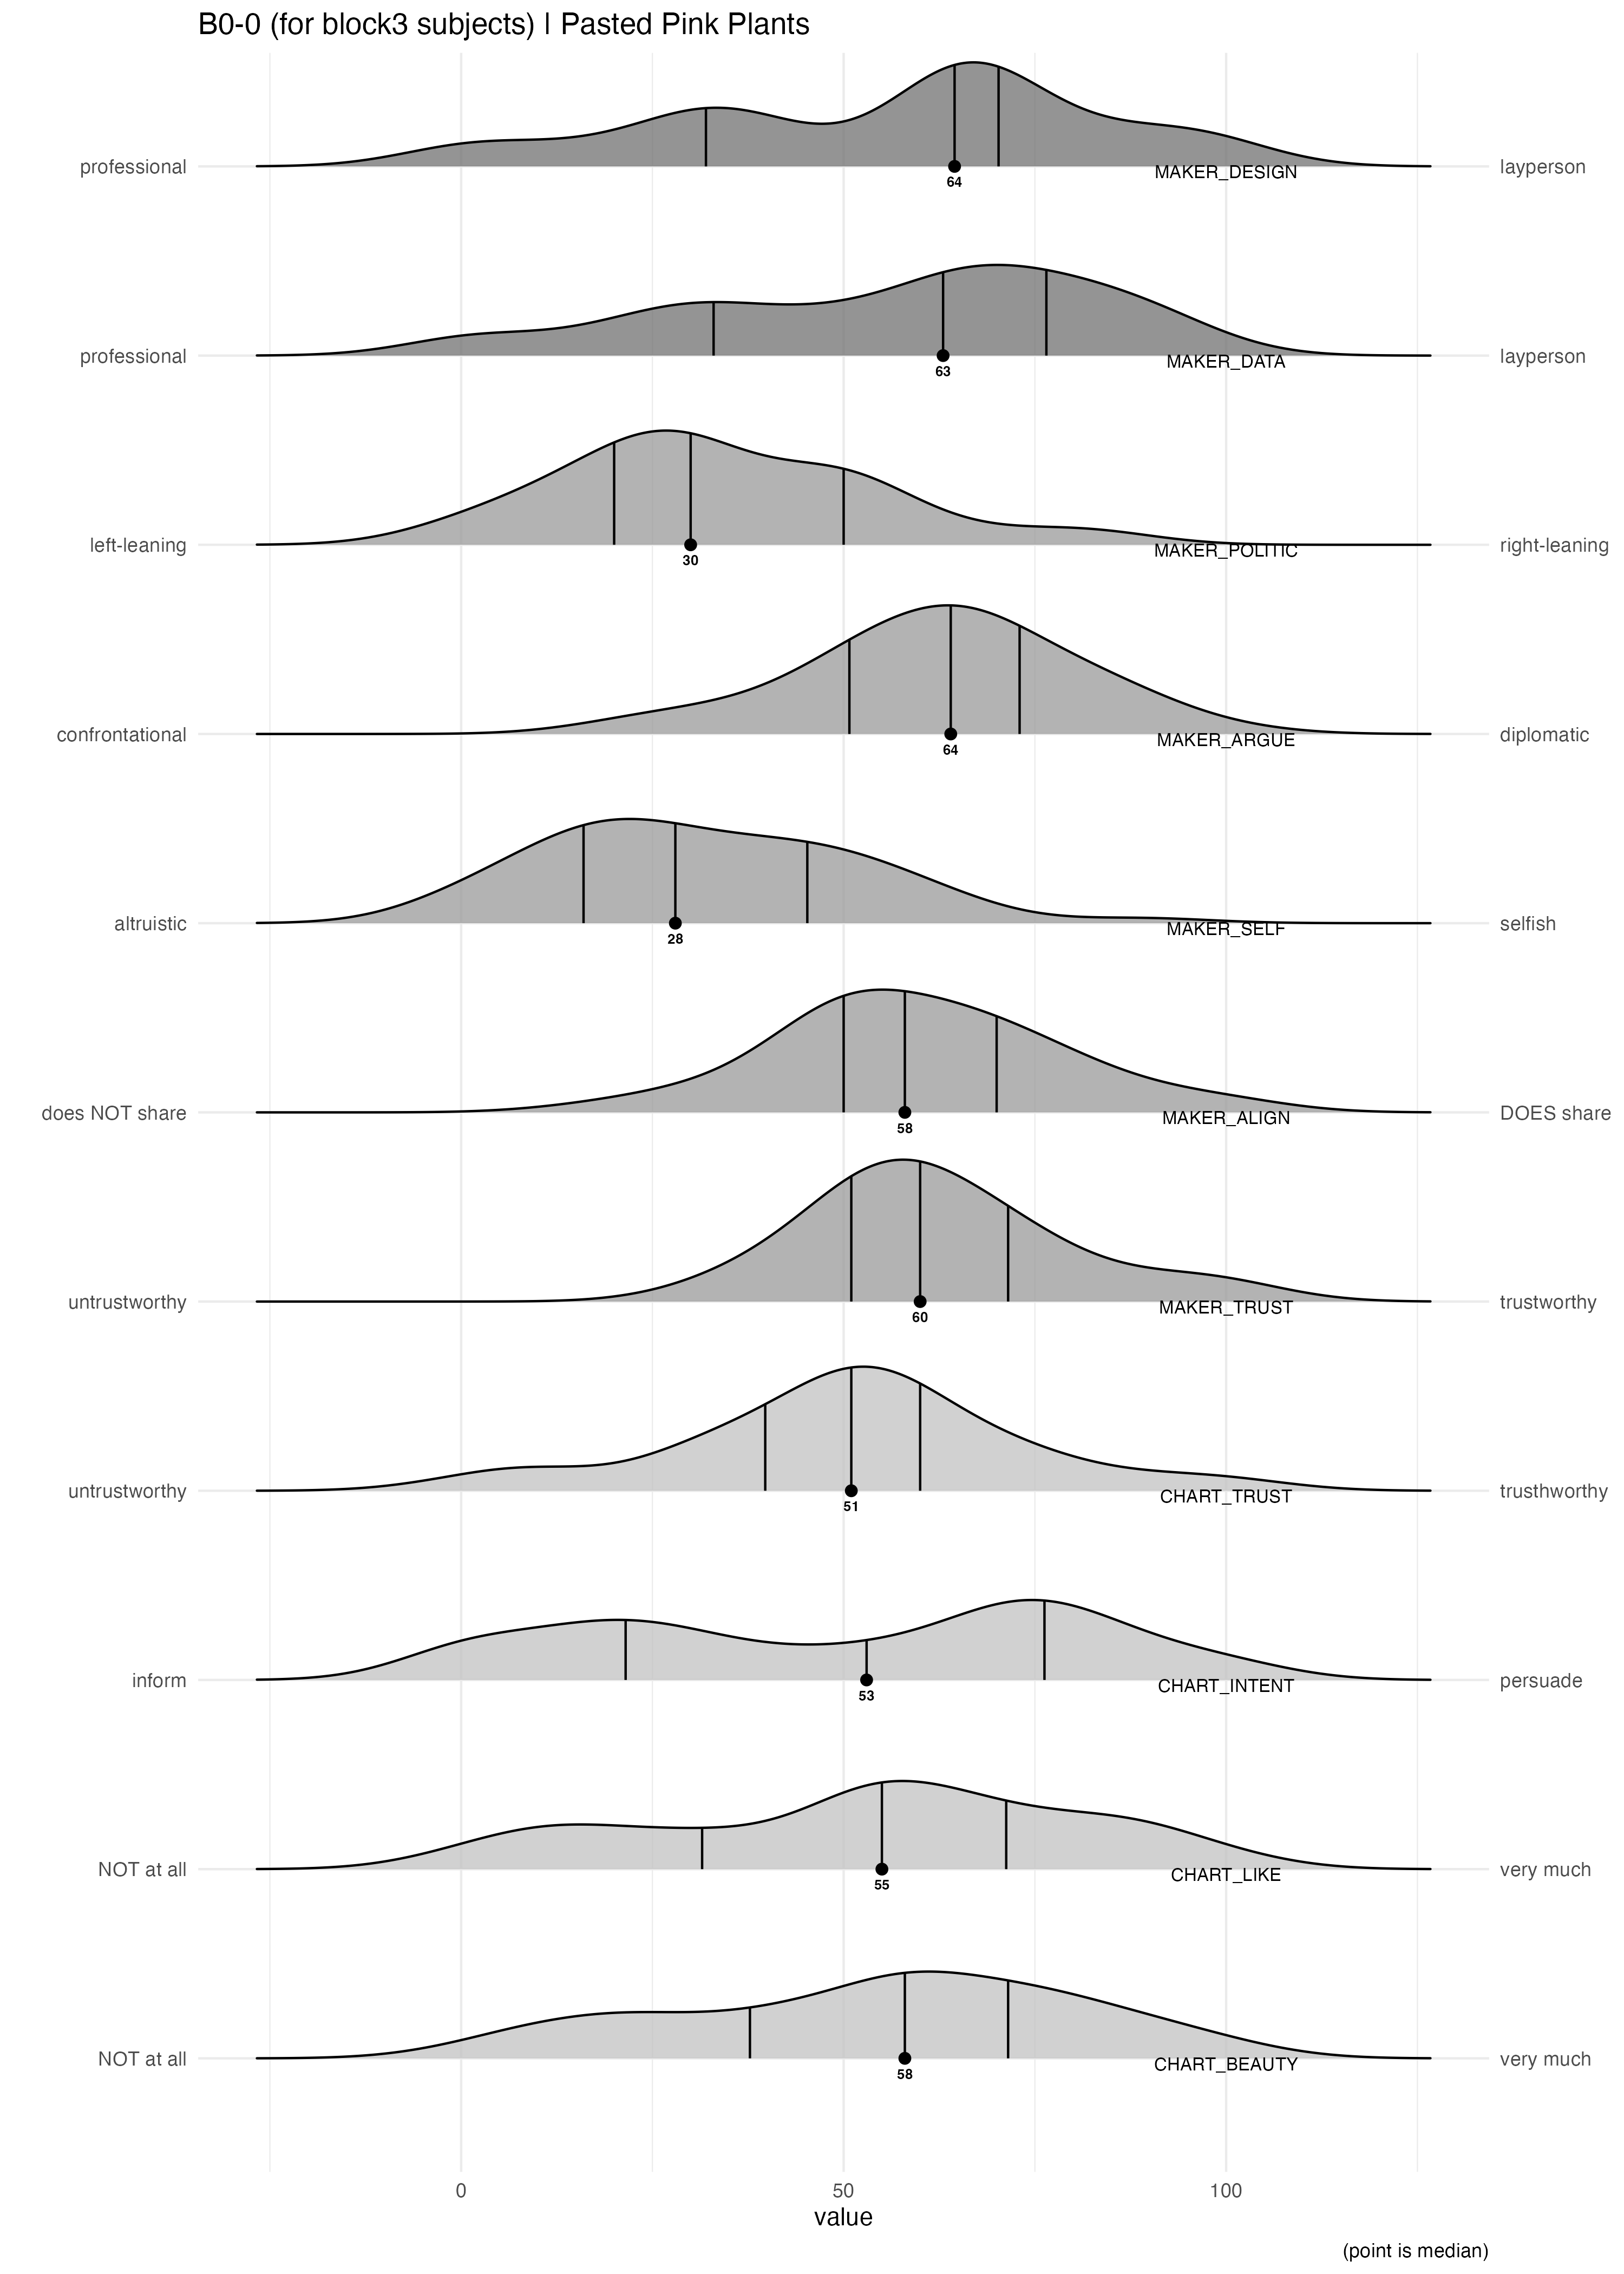 B0-0 (for block3 subjects) | Pasted Pink Plants
professional MAKER_DESIGN layperson
64
professional MAKER_DATA layperson
63
left-leaning MAKER_POLITIC right-leaning
30
confrontational MAKER_ARGUE diplomatic
64
altruistic MAKER_SELF selfish
28
does NOT share MAKER_ALIGN DOES share
58
untrustworthy MAKER_TRUST trustworthy
60
untrustworthy CHART_TRUST trusthworthy
51
inform CHART_INTENT persuade
53
NOT at all CHART_LIKE very much
55
NOT at all CHART_BEAUTY very much
58
0 50 100
value
(point is median)